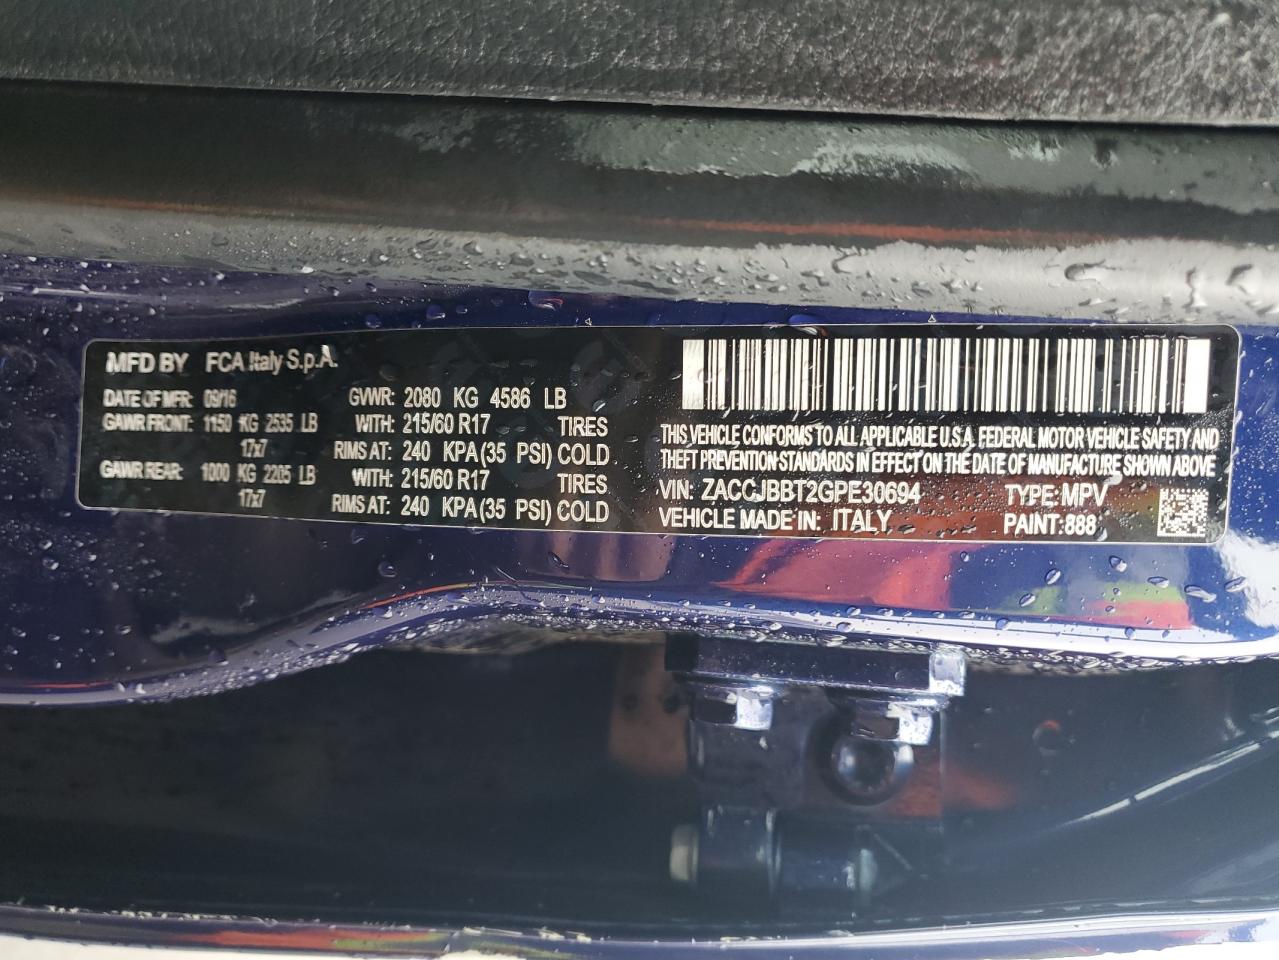 MFD BY FCA Italy S.p.A.
DATE OF MFR: 09/16 GVWR: 2080 KG 4586 LB
GAWR FRONT: 1150 KG 2535 LB WITH: 215/60 R17 TIRES
17x7 RIMS AT: 240 KPA(35 PSI) COLD
GAWR REAR: 1000 KG 2205 LB WITH: 215/60 R17 TIRES
17x7 RIMS AT: 240 KPA(35 PSI) COLD
THIS VEHICLE CONFORMS TO ALL APPLICABLE U.S.A. FEDERAL MOTOR VEHICLE SAFETY AND
THEFT PREVENTION-STANDARDS IN EFFECT ON THE DATE OF MANUFACTURE SHOWN ABOVE
VIN: ZACCJBBT2GPE30694 TYPE: MPV
VEHICLE MADE IN: ITALY PAINT: 888